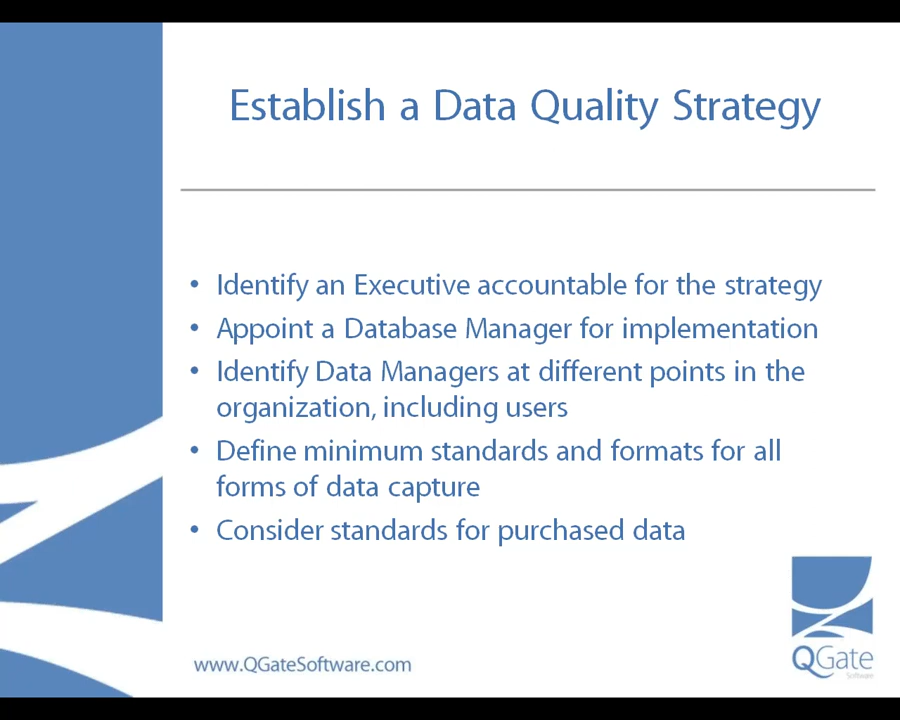 Establish a Data Quality Strategy
• Identify an Executive accountable for the strategy
• Appoint a Database Manager for implementation
• Identify Data Managers at different points in the
organization, including users
• Define minimum standards and formats for all
forms of data capture
• Consider standards for purchased data
www.QGateSoftware.com
QGate
Software